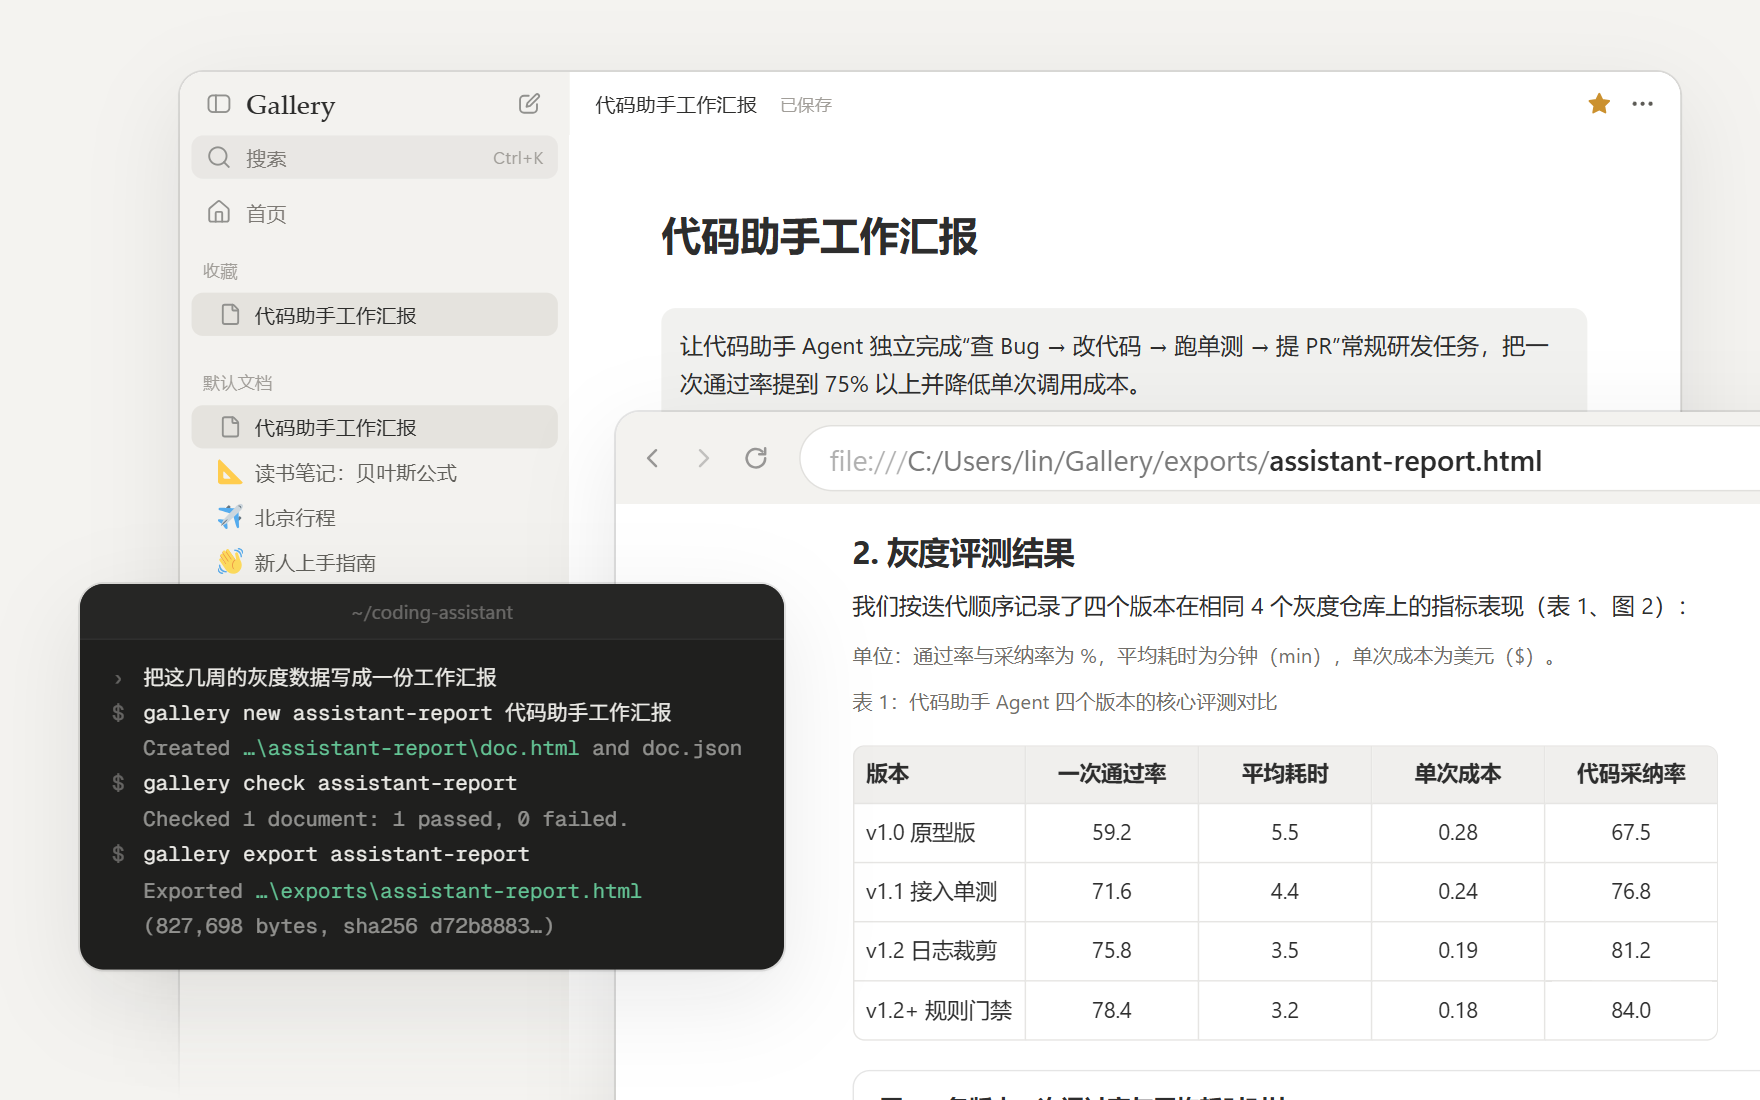 Gallery
搜索 Ctrl+K
首页
收藏
代码助手工作汇报
默认文档
代码助手工作汇报
读书笔记：贝叶斯公式
北京行程
新人上手指南
代码助手工作汇报 已保存
代码助手工作汇报
让代码助手 Agent 独立完成“查 Bug → 改代码 → 跑单测 → 提 PR”常规研发任务，把一
次通过率提到 75% 以上并降低单次调用成本。
file:///C:/Users/lin/Gallery/exports/assistant-report.html
2. 灰度评测结果
我们按迭代顺序记录了四个版本在相同 4 个灰度仓库上的指标表现（表 1、图 2）：
单位：通过率与采纳率为 %，平均耗时为分钟（min），单次成本为美元（$）。
表 1：代码助手 Agent 四个版本的核心评测对比
版本 一次通过率 平均耗时 单次成本 代码采纳率
v1.0 原型版 59.2 5.5 0.28 67.5
v1.1 接入单测 71.6 4.4 0.24 76.8
v1.2 日志裁剪 75.8 3.5 0.19 81.2
v1.2+ 规则门禁 78.4 3.2 0.18 84.0
~/coding-assistant
› 把这几周的灰度数据写成一份工作汇报
$ gallery new assistant-report 代码助手工作汇报
Created …\assistant-report\doc.html and doc.json
$ gallery check assistant-report
Checked 1 document: 1 passed, 0 failed.
$ gallery export assistant-report
Exported …\exports\assistant-report.html
(827,698 bytes, sha256 d72b8883…)